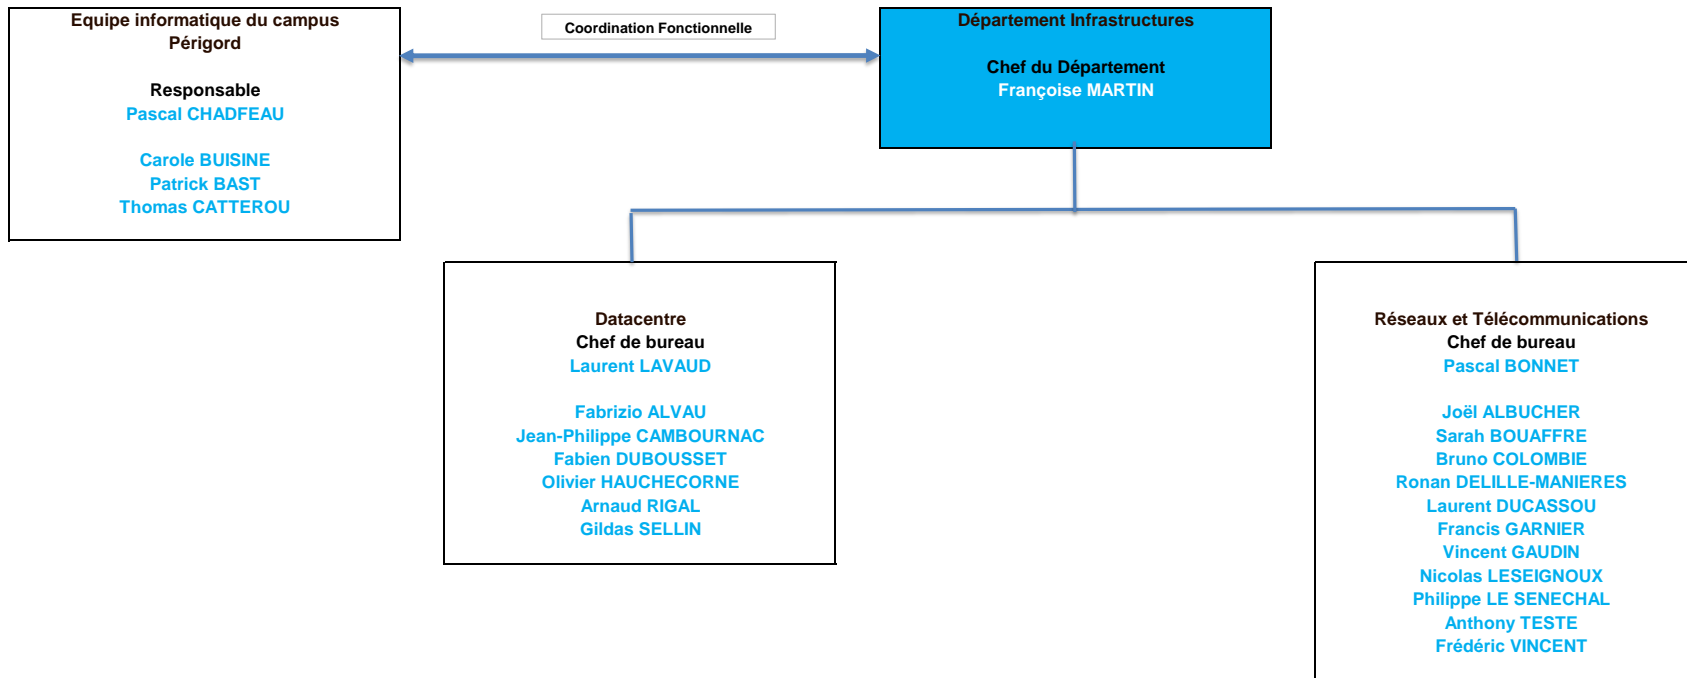 Equipe informatique du campus
Périgord
Responsable
Pascal CHADFEAU
Carole BUISINE
Patrick BAST
Thomas CATTEROU
Coordination Fonctionnelle
Département Infrastructures
Chef du Département
Françoise MARTIN
Datacentre
Chef de bureau
Laurent LAVAUD
Fabrizio ALVAU
Jean-Philippe CAMBOURNAC
Fabien DUBOUSSET
Olivier HAUCHECORNE
Arnaud RIGAL
Gildas SELLIN
Réseaux et Télécommunications
Chef de bureau
Pascal BONNET
Joël ALBUCHER
Sarah BOUAFFRE
Bruno COLOMBIE
Ronan DELILLE-MANIERES
Laurent DUCASSOU
Francis GARNIER
Vincent GAUDIN
Nicolas LESEIGNOUX
Philippe LE SENECHAL
Anthony TESTE
Frédéric VINCENT